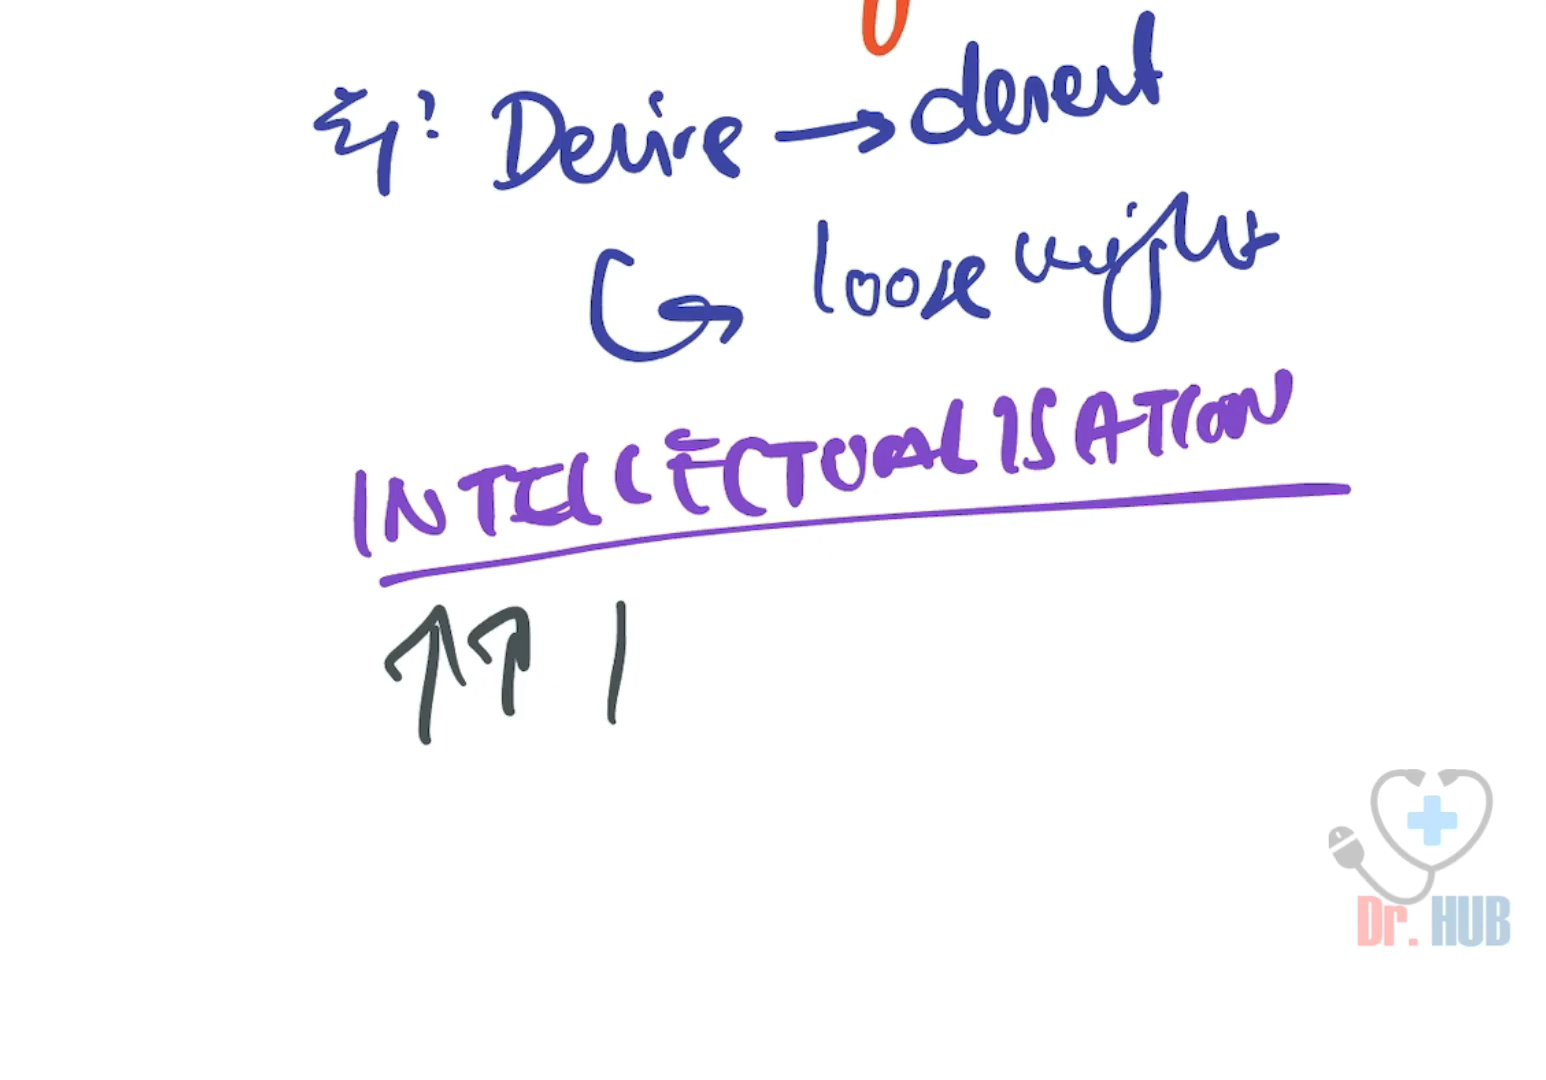 Eg: Desire → desert
↳ loose weight
INTELLECTUALISATION
↑↑ I
Dr. HUB